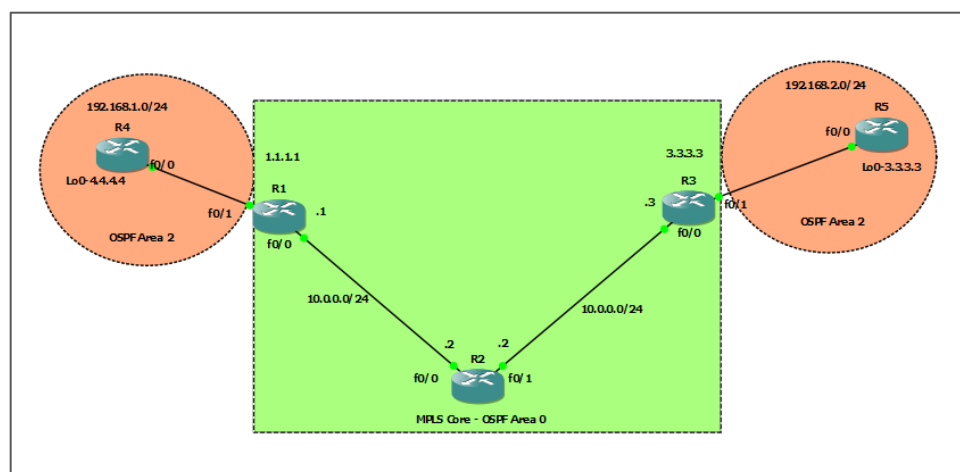 192.168.1.0/24
R4
f0/0
Lo0-4.4.4.4
OSPF Area 2
1.1.1.1
R1
f0/1
.1
f0/0
10.0.0.0/24
.2
.2
R2
f0/0
f0/1
MPLS Core - OSPF Area 0
10.0.0.0/24
3.3.3.3
R3
.3
f0/0
f0/1
192.168.2.0/24
R5
f0/0
Lo0-3.3.3.3
OSPF Area 2